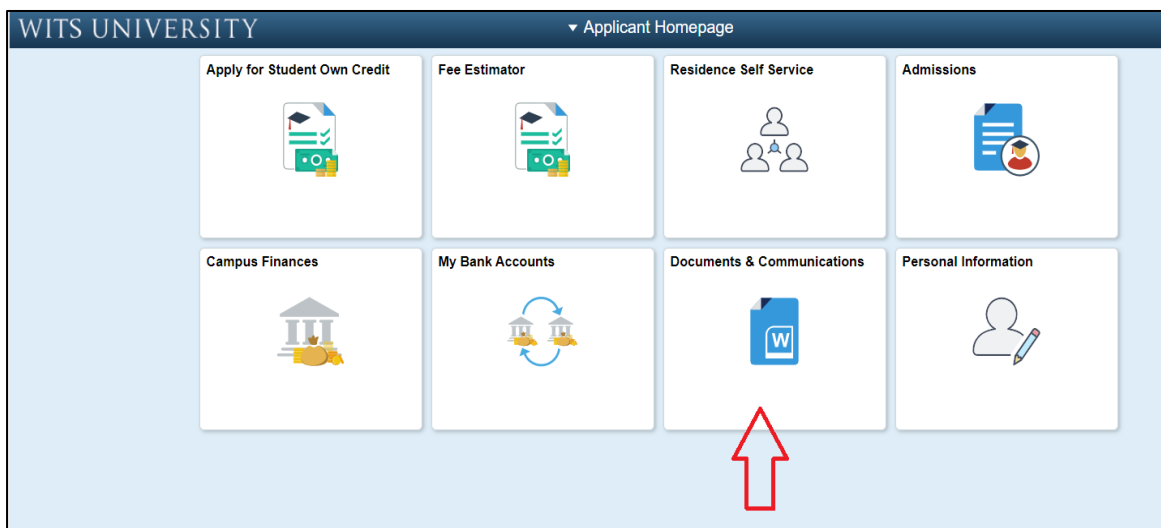 WITS UNIVERSITY
▾ Applicant Homepage
Apply for Student Own Credit
Fee Estimator
Residence Self Service
Admissions
Campus Finances
My Bank Accounts
Documents & Communications
W
Personal Information